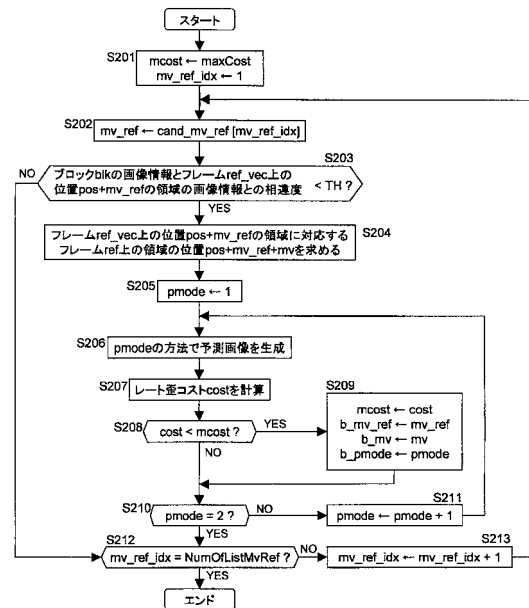 スタート
S201
mcost ← maxCost
mv_ref_idx ← 1
S202
mv_ref ← cand_mv_ref [mv_ref_idx]
S203
NO
ブロックblkの画像情報とフレームref_vec上の
位置pos+mv_refの領域の画像情報との相違度
< TH ?
YES
S204
フレームref_vec上の位置pos+mv_refの領域に対応する
フレームref上の領域の位置pos+mv_ref+mvを求める
S205
pmode ← 1
S206
pmodeの方法で予測画像を生成
S207
レート歪コストcostを計算
S208
cost < mcost ?
YES
NO
S209
mcost ← cost
b_mv_ref ← mv_ref
b_mv ← mv
b_pmode ← pmode
S210
pmode = 2 ?
NO
YES
S211
pmode ← pmode + 1
S212
mv_ref_idx = NumOfListMvRef ?
NO
YES
S213
mv_ref_idx ← mv_ref_idx + 1
エンド